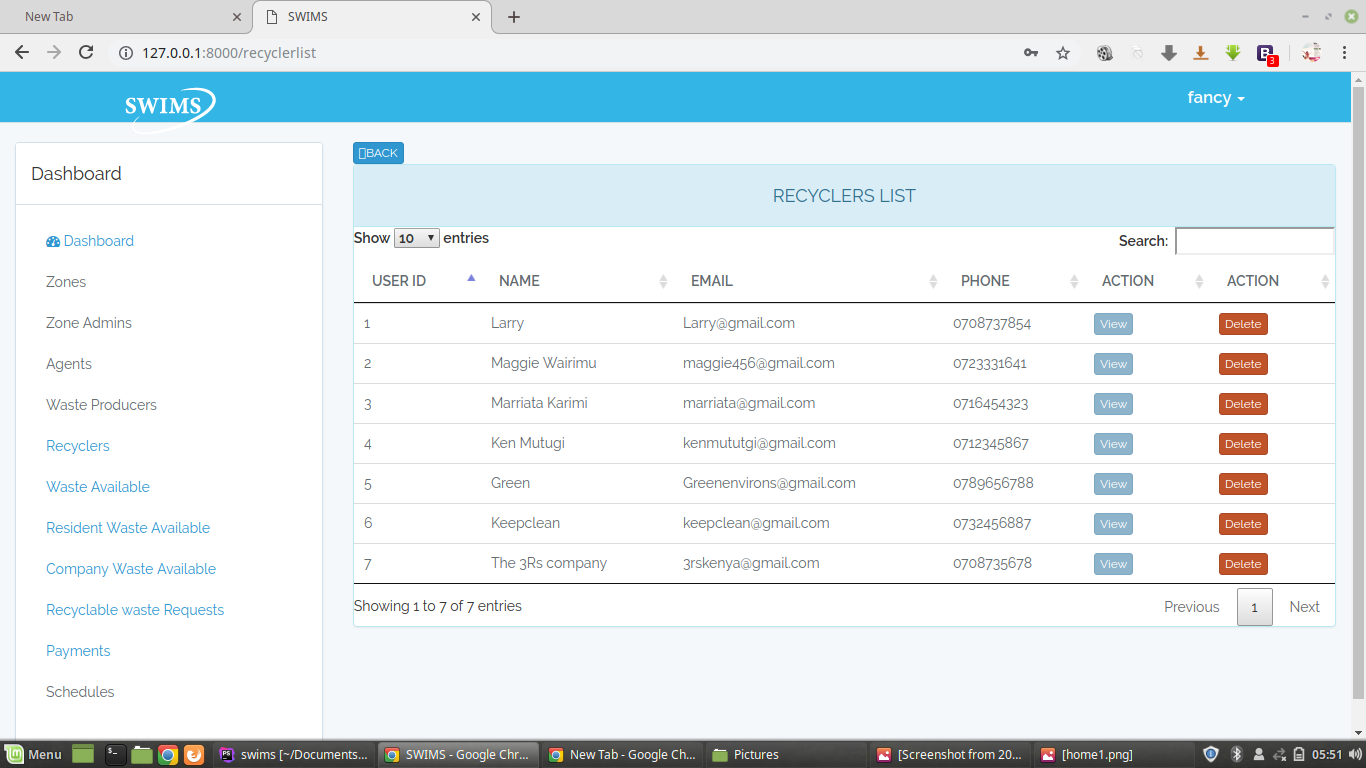 New Tab
SWIMS
127.0.0.1:8000/recyclerlist
3
SWIMS
fancy
Dashboard
Dashboard
Zones
Zone Admins
Agents
Waste Producers
Recyclers
Waste Available
Resident Waste Available
Company Waste Available
Recyclable waste Requests
Payments
Schedules
BACK
RECYCLERS LIST
Show 10 entries
Search:
USER ID NAME EMAIL PHONE ACTION ACTION
1 Larry Larry@gmail.com 0708737854 View Delete
2 Maggie Wairimu maggie456@gmail.com 0723331641 View Delete
3 Marriata Karimi marriata@gmail.com 0716454323 View Delete
4 Ken Mutugi kenmututgi@gmail.com 0712345867 View Delete
5 Green Greenenvirons@gmail.com 0789656788 View Delete
6 Keepclean keepclean@gmail.com 0732456887 View Delete
7 The 3Rs company 3rskenya@gmail.com 0708735678 View Delete
Showing 1 to 7 of 7 entries
Previous 1 Next
Menu
swims [~/Documents...
SWIMS - Google Chr...
New Tab - Google Ch...
Pictures
[Screenshot from 20...
[home1.png]
05:51